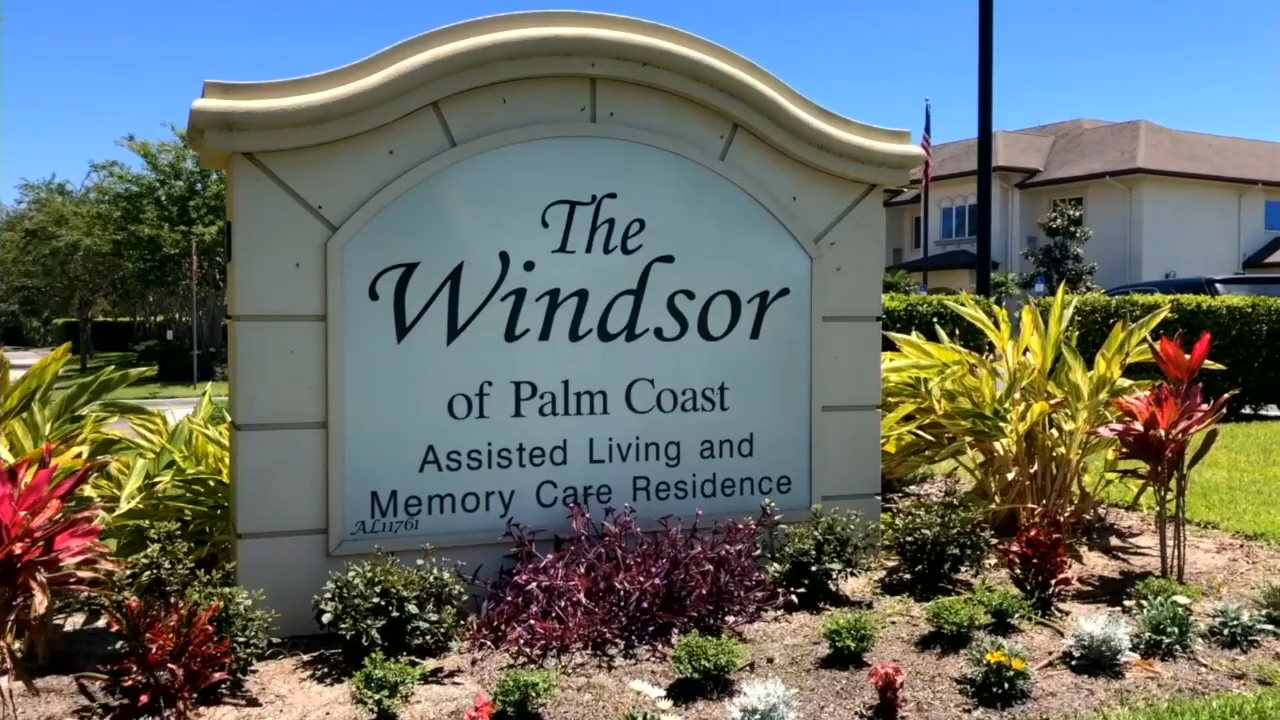 The
Windsor
of Palm Coast
Assisted Living and
Memory Care Residence
AL11761